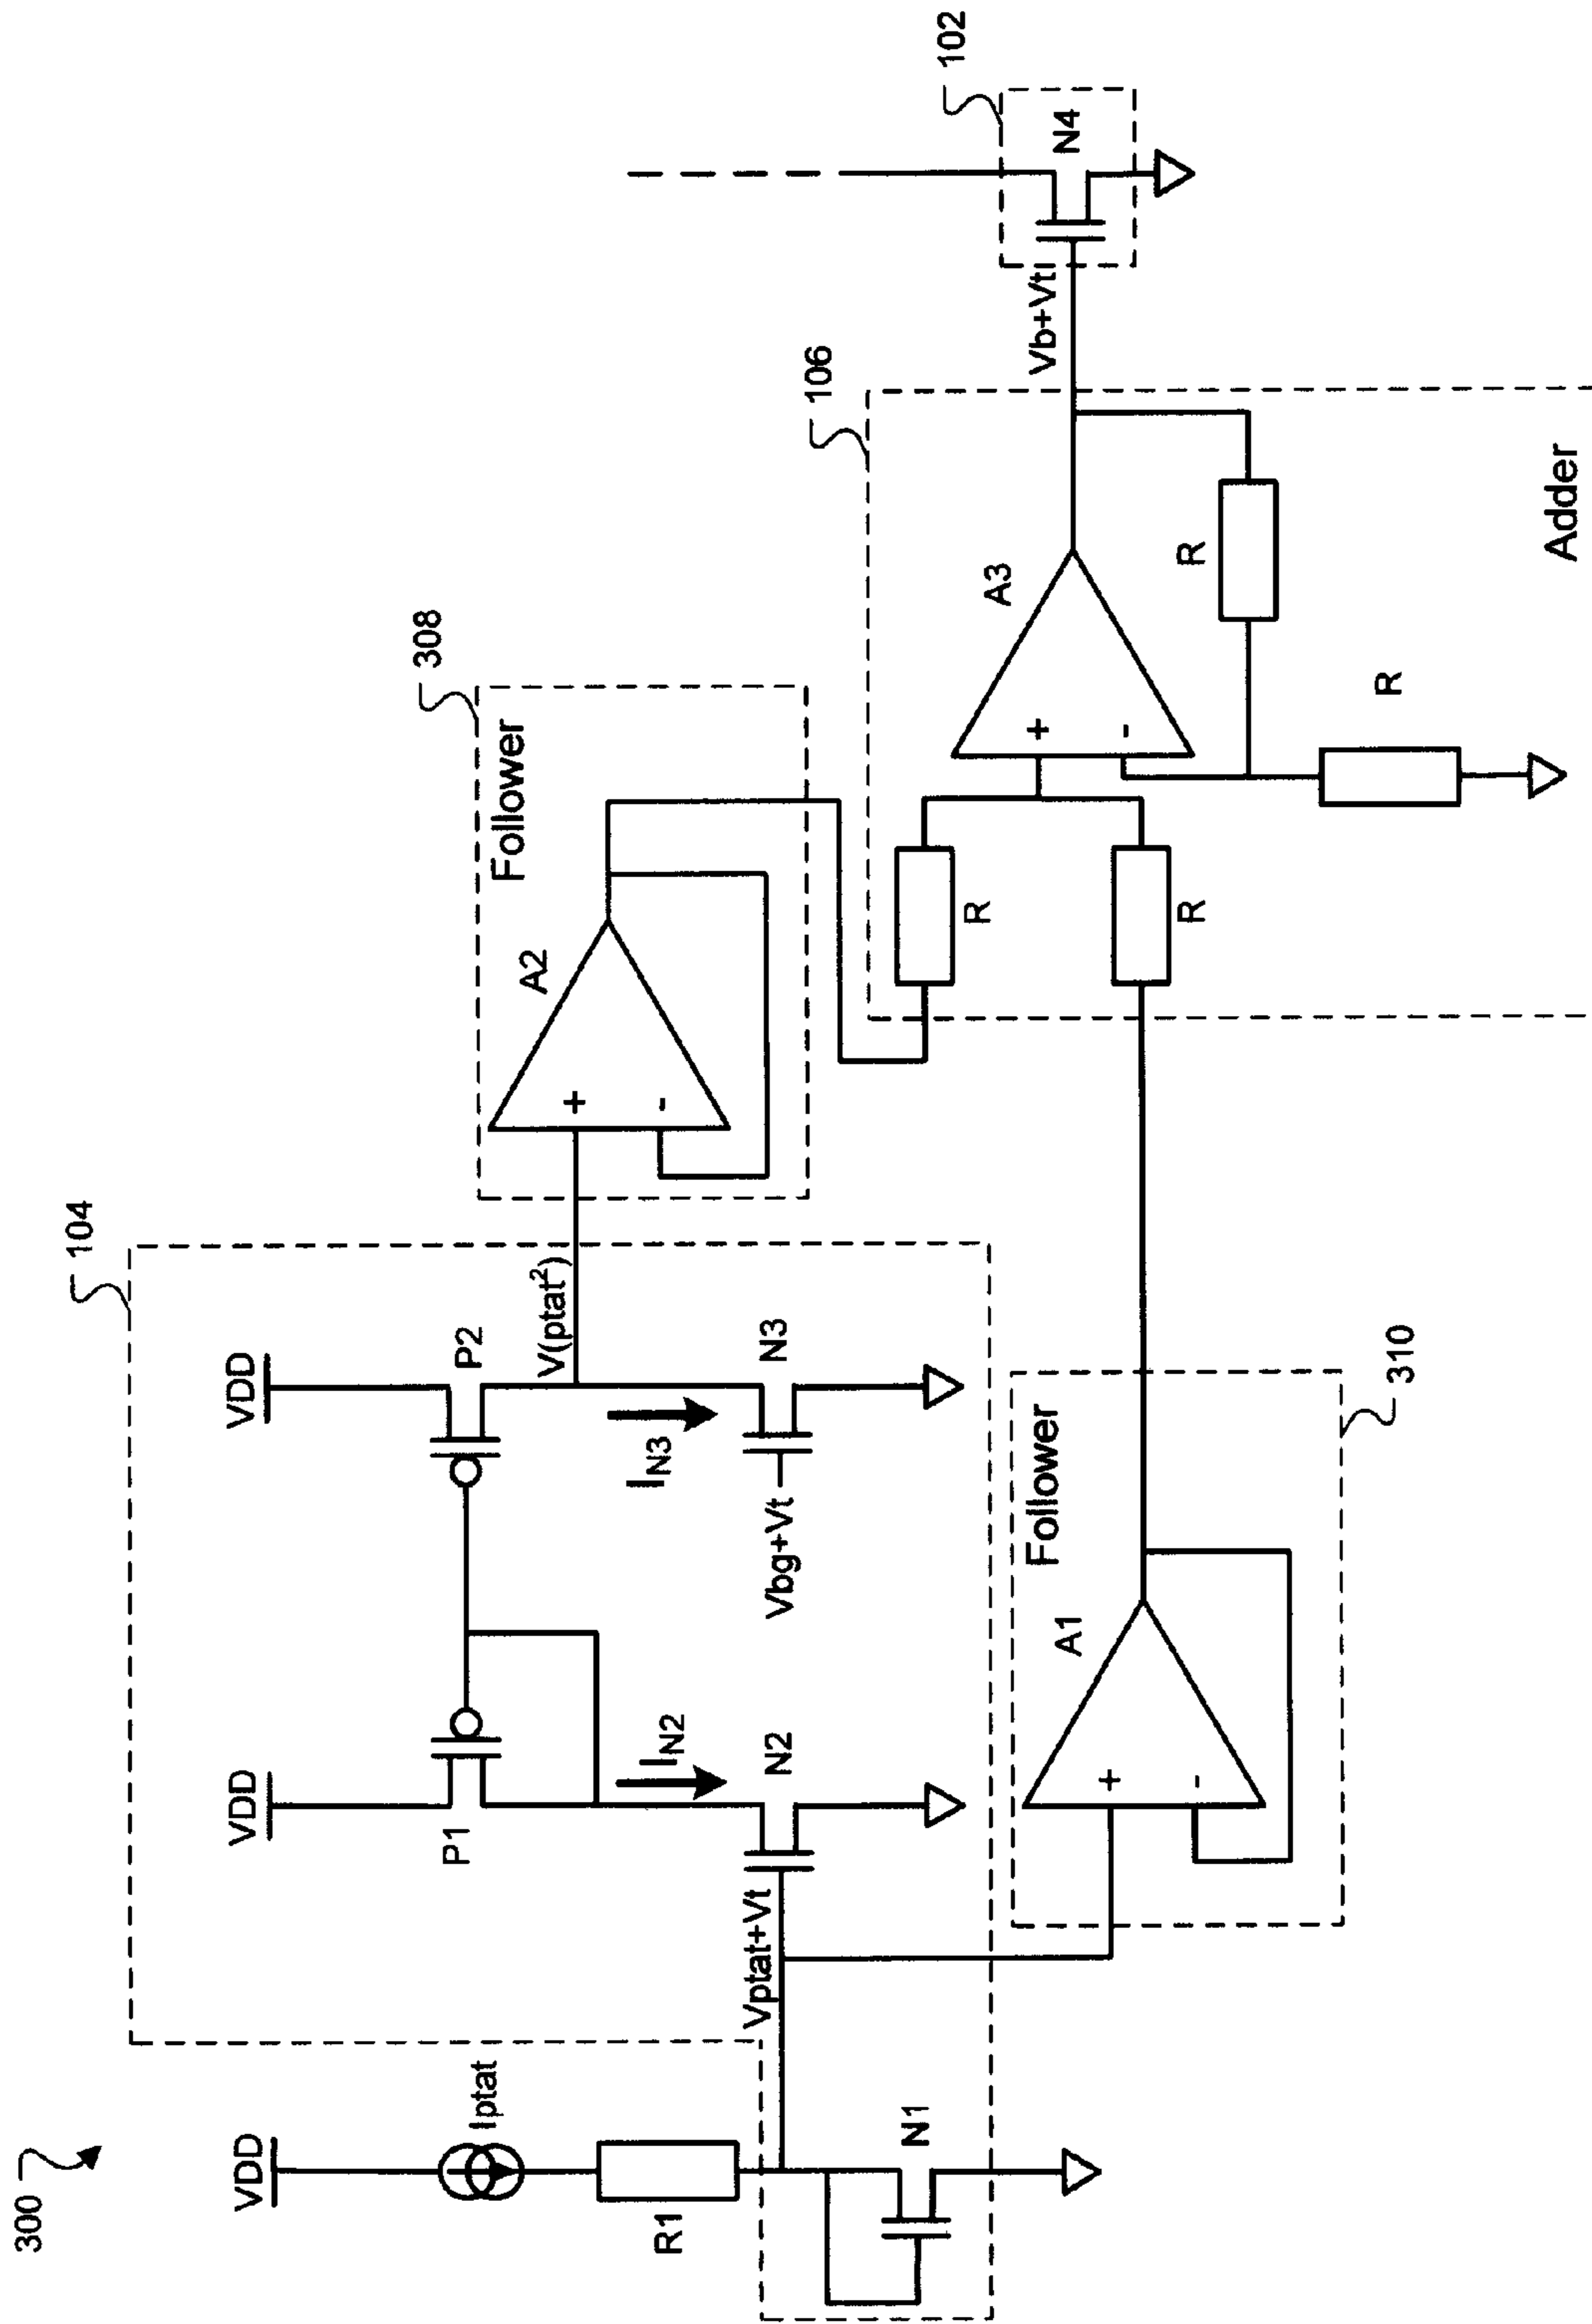 300
VDD
Iptat
R1
N1
104
VDD
P1
I_N2
N2
Vptat+Vt
VDD
P2
I_N3
N3
Vbg+Vt
V(ptat²)
308
Follower
A2
+
-
310
Follower
A1
+
-
106
R
R
A3
+
-
R
R
Adder
Vb+Vt
102
N4